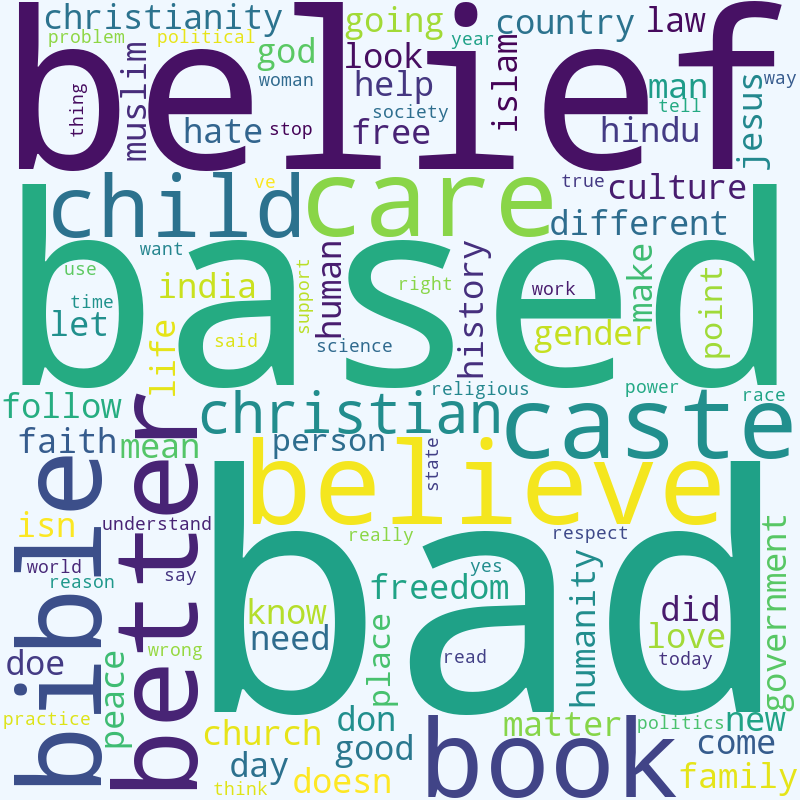 christianity
going
country
law
problem
political
god
look
year
belief
muslim
woman
help
islam
man
tell
way
thing
hate
stop
society
free
hindu
jesus
child
ve
care
true
culture
different
want
based
use
india
human
support
right
history
work
make
point
time
let
life
said
science
gender
religious
power
race
follow
christian
caste
faith
mean
person
believe
state
bible
better
isn
understand
really
respect
bad
world
reason
say
yes
freedom
humanity
government
know
need
did
love
doe
peace
wrong
place
read
today
practice
church
don
matter
politics
new
day
good
book
come
think
doesn
family